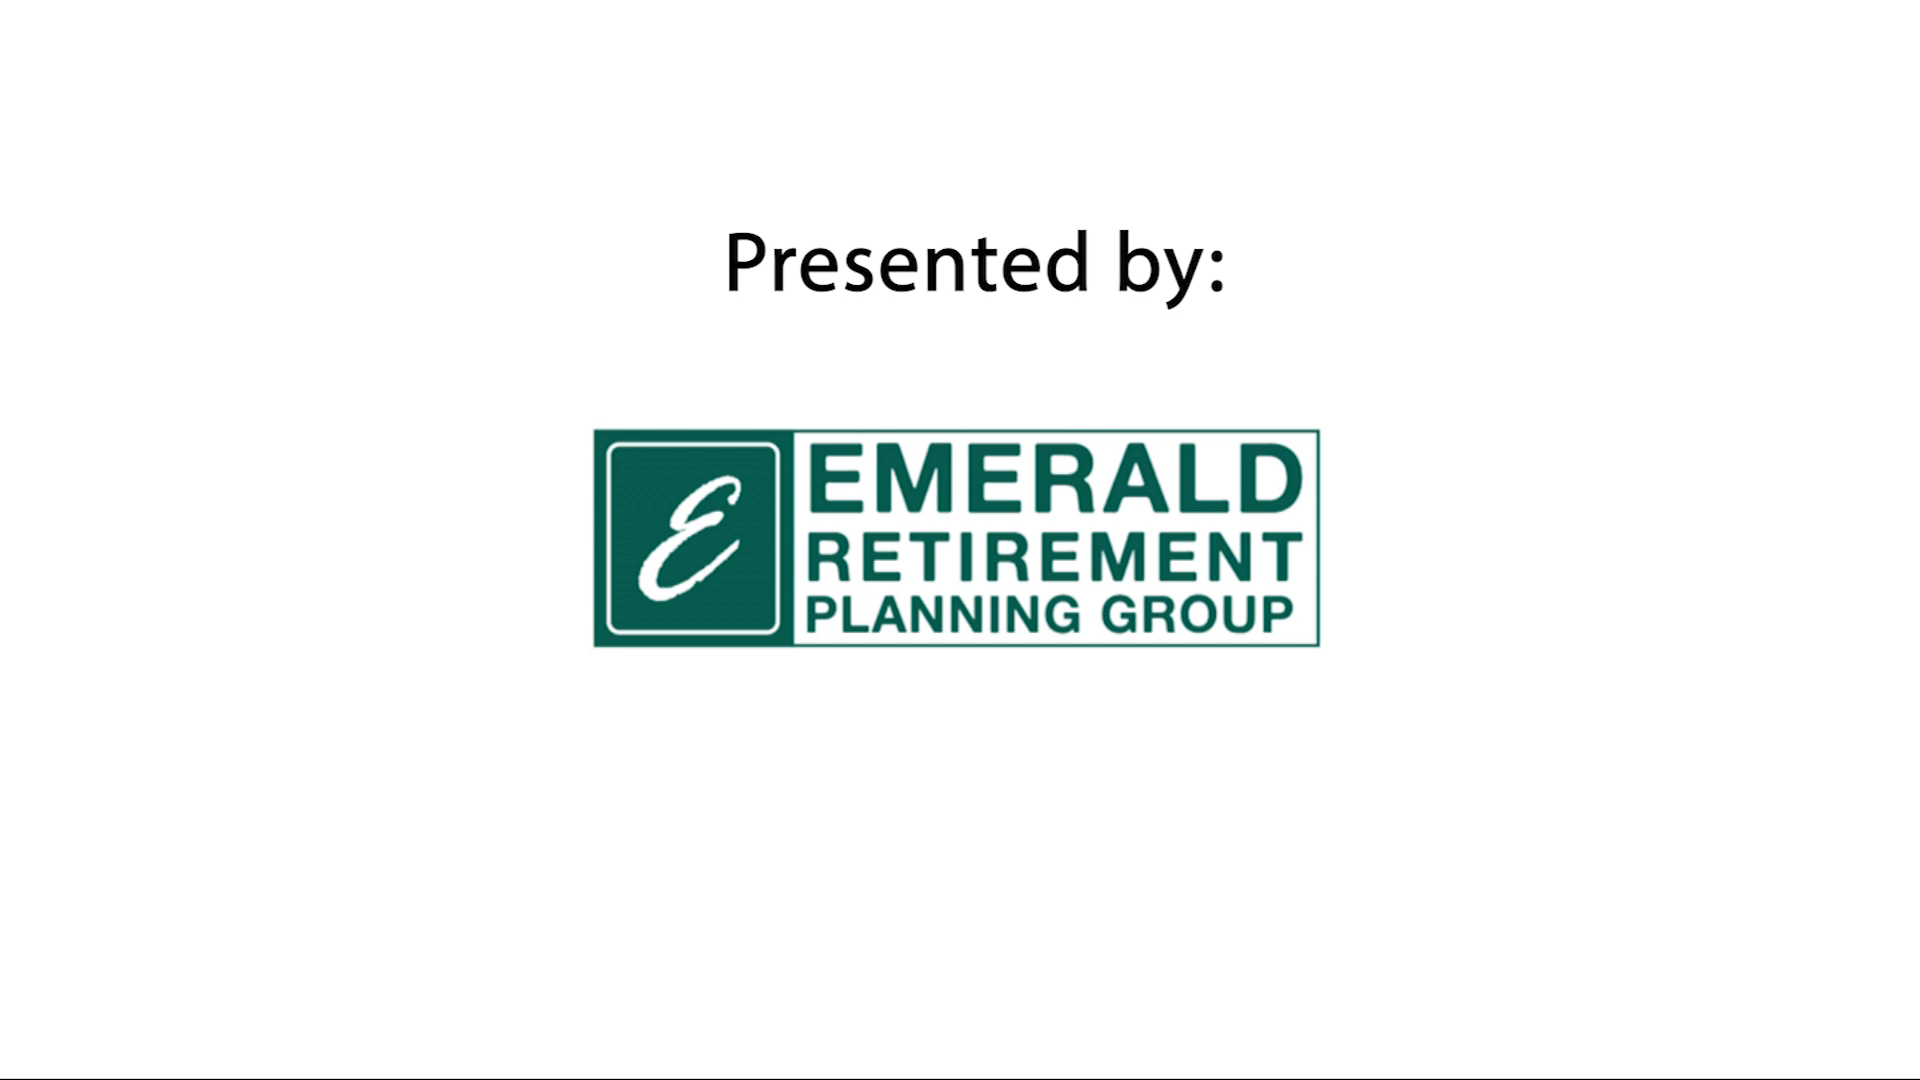 Presented by:
E
EMERALD
RETIREMENT
PLANNING GROUP